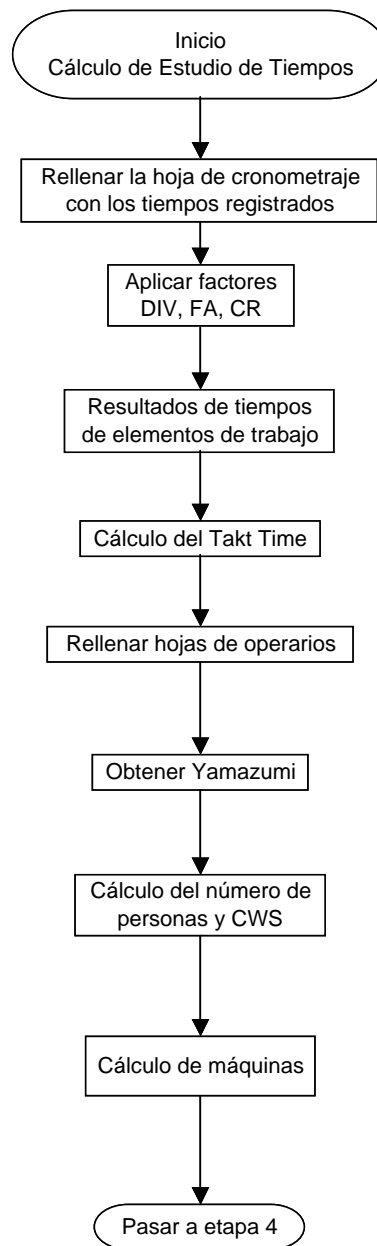 Inicio
Cálculo de Estudio de Tiempos
Rellenar la hoja de cronometraje
con los tiempos registrados
Aplicar factores
DIV, FA, CR
Resultados de tiempos
de elementos de trabajo
Cálculo del Takt Time
Rellenar hojas de operarios
Obtener Yamazumi
Cálculo del número de
personas y CWS
Cálculo de máquinas
Pasar a etapa 4